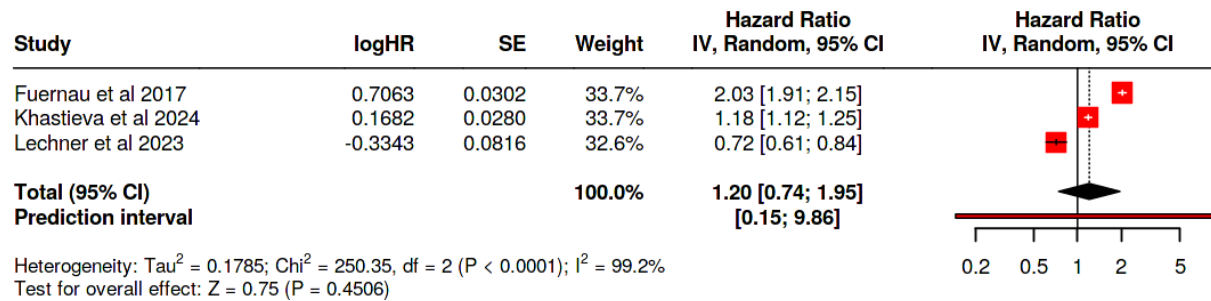 Hazard Ratio Hazard Ratio
Study logHR SE Weight IV, Random, 95% CI IV, Random, 95% CI
Fuernau et al 2017 0.7063 0.0302 33.7% 2.03 [1.91; 2.15]
Khastieva et al 2024 0.1682 0.0280 33.7% 1.18 [1.12; 1.25]
Lechner et al 2023 -0.3343 0.0816 32.6% 0.72 [0.61; 0.84]
Total (95% CI) 100.0% 1.20 [0.74; 1.95]
Prediction interval [0.15; 9.86]
Heterogeneity: Tau² = 0.1785; Chi² = 250.35, df = 2 (P < 0.0001); I² = 99.2%
0.2 0.5 1 2 5
Test for overall effect: Z = 0.75 (P = 0.4506)